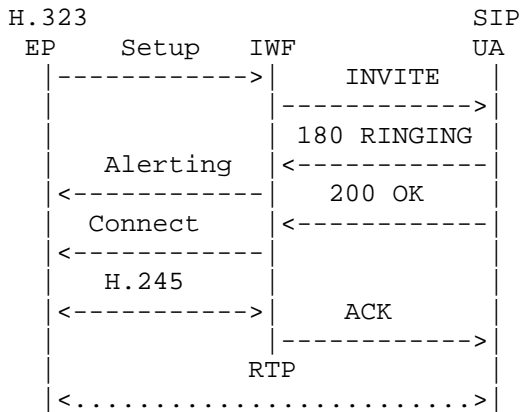 H.323 SIP
EP Setup IWF UA
|------------>| INVITE |
| |------------>|
| | 180 RINGING |
| Alerting |<------------|
|<------------| 200 OK |
| Connect |<------------|
|<------------| |
| H.245 | |
|<----------->| ACK |
| |------------>|
| RTP |
|<.........................>|